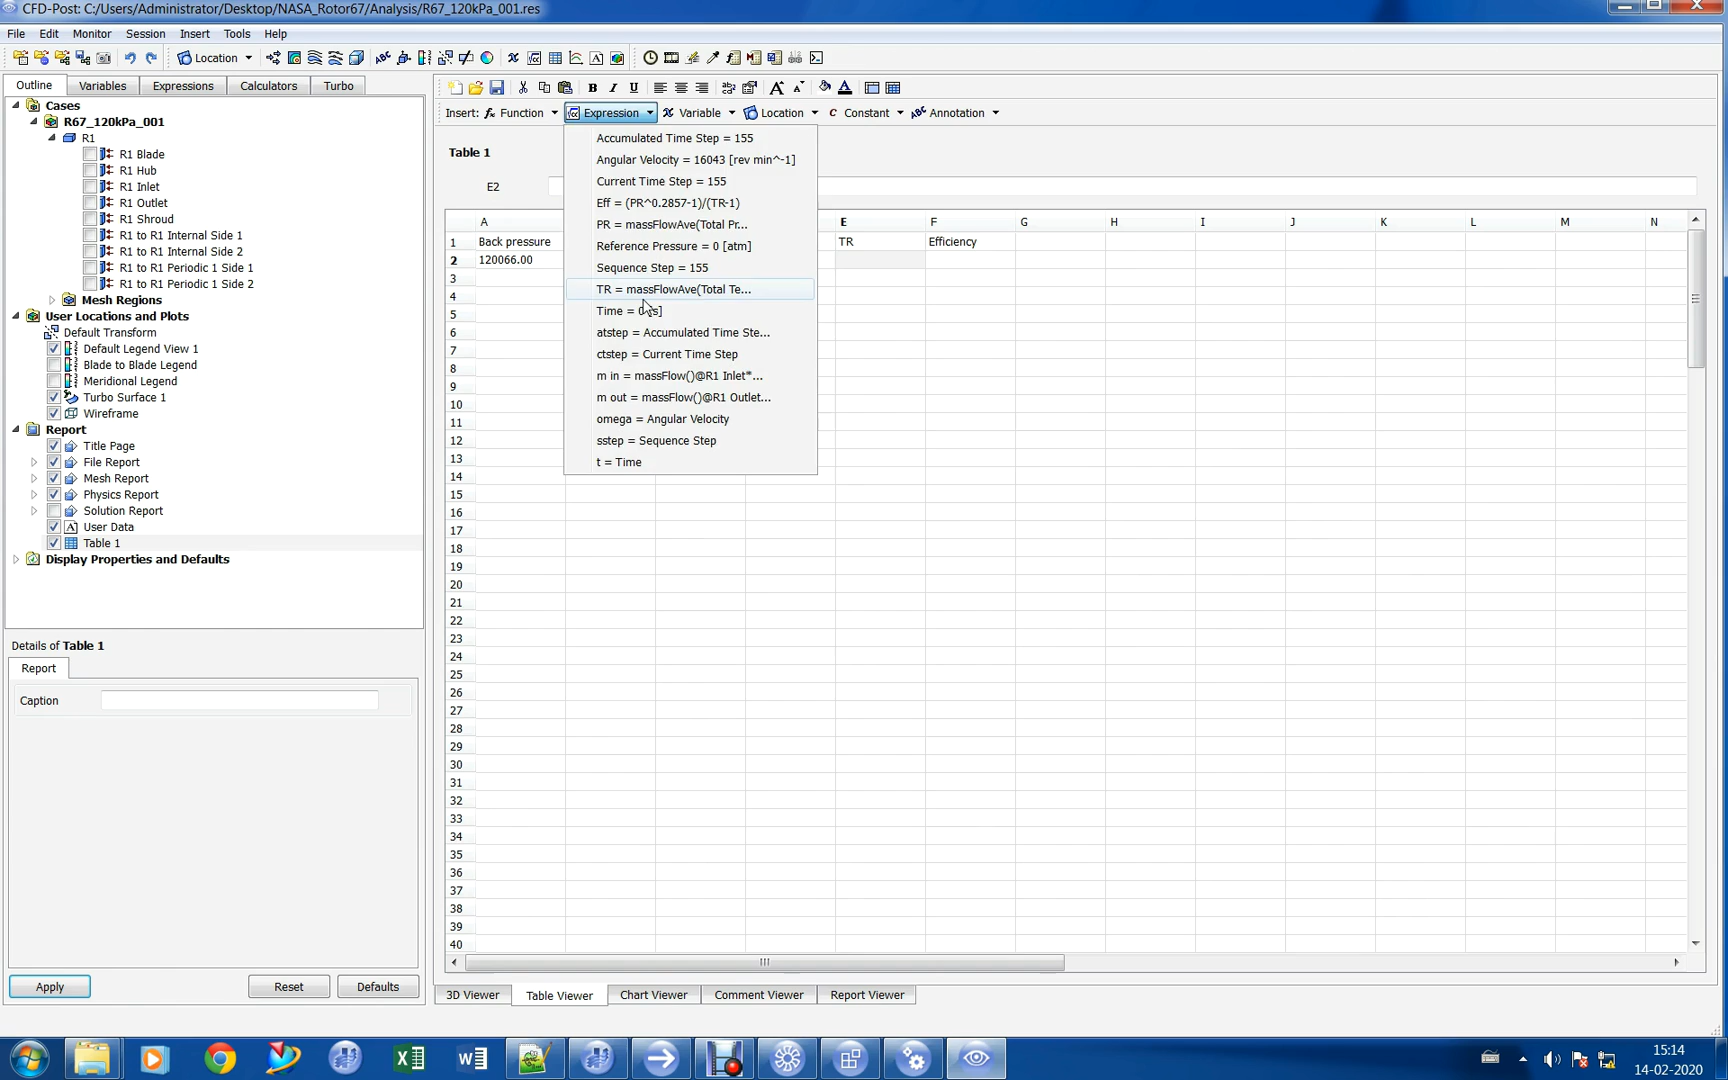 CFD-Post: C:/Users/Administrator/Desktop/NASA_Rotor67/Analysis/R67_120kPa_001.res
File Edit Monitor Session Insert Tools Help
Location
Outline Variables Expressions Calculators Turbo
Cases
R67_120kPa_001
R1
R1 Blade
R1 Hub
R1 Inlet
R1 Outlet
R1 Shroud
R1 to R1 Internal Side 1
R1 to R1 Internal Side 2
R1 to R1 Periodic 1 Side 1
R1 to R1 Periodic 1 Side 2
Mesh Regions
User Locations and Plots
Default Transform
Default Legend View 1
Blade to Blade Legend
Meridional Legend
Turbo Surface 1
Wireframe
Report
Title Page
File Report
Mesh Report
Physics Report
Solution Report
User Data
Table 1
Display Properties and Defaults
Details of Table 1
Report
Caption
Apply Reset Defaults
Insert: Function Expression Variable Location Constant Annotation
Table 1
E2
Accumulated Time Step = 155
Angular Velocity = 16043 [rev min^-1]
Current Time Step = 155
Eff = (PR^0.2857-1)/(TR-1)
PR = massFlowAve(Total Pr...
Reference Pressure = 0 [atm]
Sequence Step = 155
TR = massFlowAve(Total Te...
Time = 0 [s]
atstep = Accumulated Time Ste...
ctstep = Current Time Step
m in = massFlow()@R1 Inlet*...
m out = massFlow()@R1 Outlet...
omega = Angular Velocity
sstep = Sequence Step
t = Time
A E F G H I J K L M N
1 Back pressure TR Efficiency
2 120066.00
3
4
5
6
7
8
9
10
11
12
13
14
15
16
17
18
19
20
21
22
23
24
25
26
27
28
29
30
31
32
33
34
35
36
37
38
39
40
3D Viewer Table Viewer Chart Viewer Comment Viewer Report Viewer
15:14
14-02-2020